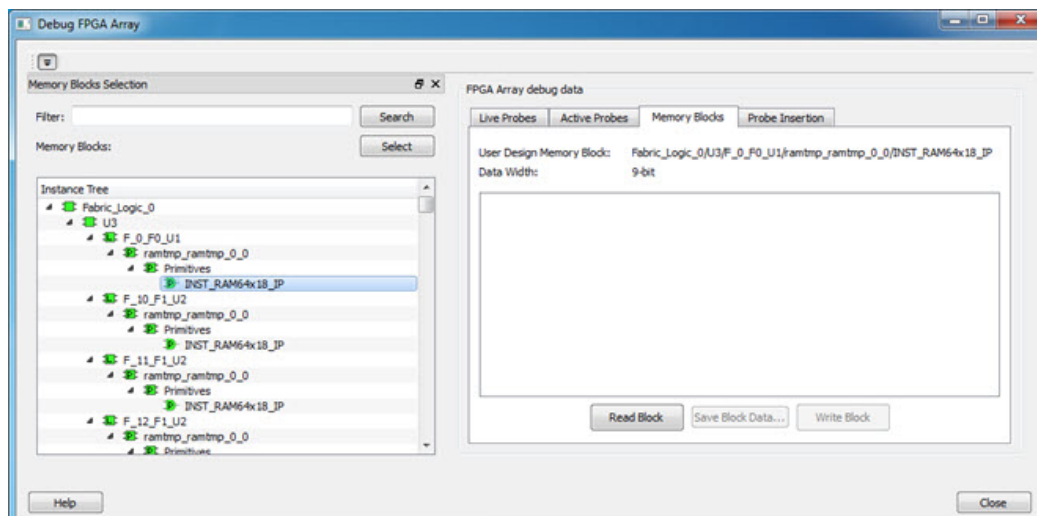 Debug FPGA Array
Memory Blocks Selection
Filter:
Search
Memory Blocks:
Select
Instance Tree
Fabric_Logic_0
U3
F_0_F0_U1
ramtmp_ramtmp_0_0
Primitives
INST_RAM64x18_IP
F_10_F1_U2
ramtmp_ramtmp_0_0
Primitives
INST_RAM64x18_IP
F_11_F1_U2
ramtmp_ramtmp_0_0
Primitives
INST_RAM64x18_IP
F_12_F1_U2
ramtmp_ramtmp_0_0
Primitives
FPGA Array debug data
Live Probes Active Probes Memory Blocks Probe Insertion
User Design Memory Block: Fabric_Logic_0/U3/F_0_F0_U1/ramtmp_ramtmp_0_0/INST_RAM64x18_IP
Data Width: 9-bit
Read Block Save Block Data... Write Block
Help
Close